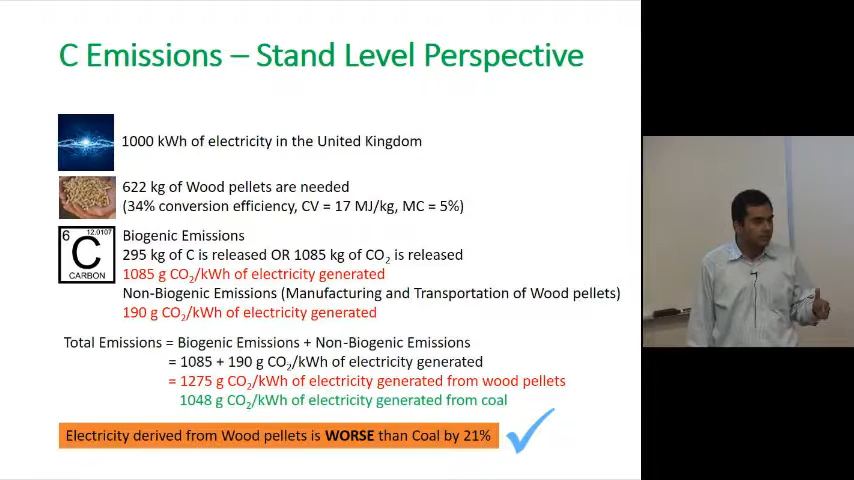 C Emissions – Stand Level Perspective
1000 kWh of electricity in the United Kingdom
622 kg of Wood pellets are needed
(34% conversion efficiency, CV = 17 MJ/kg, MC = 5%)
6 12.0107
C
CARBON
Biogenic Emissions
295 kg of C is released OR 1085 kg of CO₂ is released
1085 g CO₂/kWh of electricity generated
Non-Biogenic Emissions (Manufacturing and Transportation of Wood pellets)
190 g CO₂/kWh of electricity generated
Total Emissions = Biogenic Emissions + Non-Biogenic Emissions
= 1085 + 190 g CO₂/kWh of electricity generated
= 1275 g CO₂/kWh of electricity generated from wood pellets
1048 g CO₂/kWh of electricity generated from coal
Electricity derived from Wood pellets is WORSE than Coal by 21%